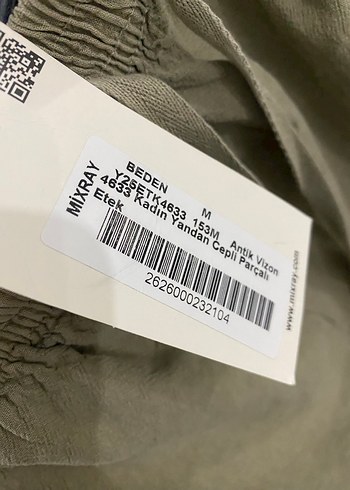 MİXRAY
BEDEN M
Y25ETK4633 153M Antik Vizon
4633 Kadın Yandan Cepli Parçalı
Etek
2626000232104
www.mixray.com